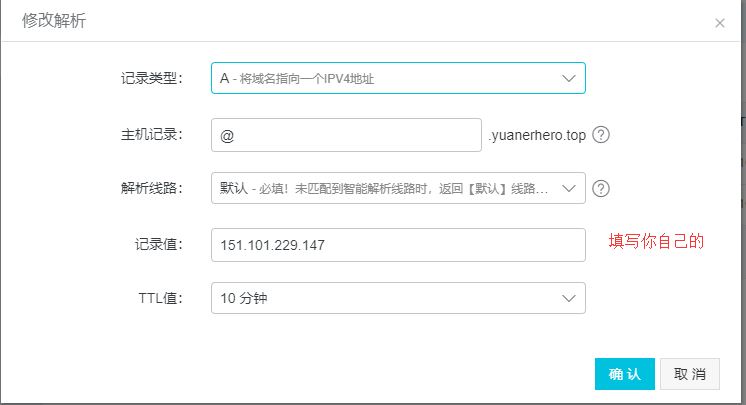 修改解析
记录类型： A - 将域名指向一个IPV4地址
主机记录： @ .yuanerhero.top ?
解析线路： 默认 - 必填！未匹配到智能解析线路时，返回【默认】线路... ?
记录值： 151.101.229.147 填写你自己的
TTL值： 10 分钟
确 认 取 消